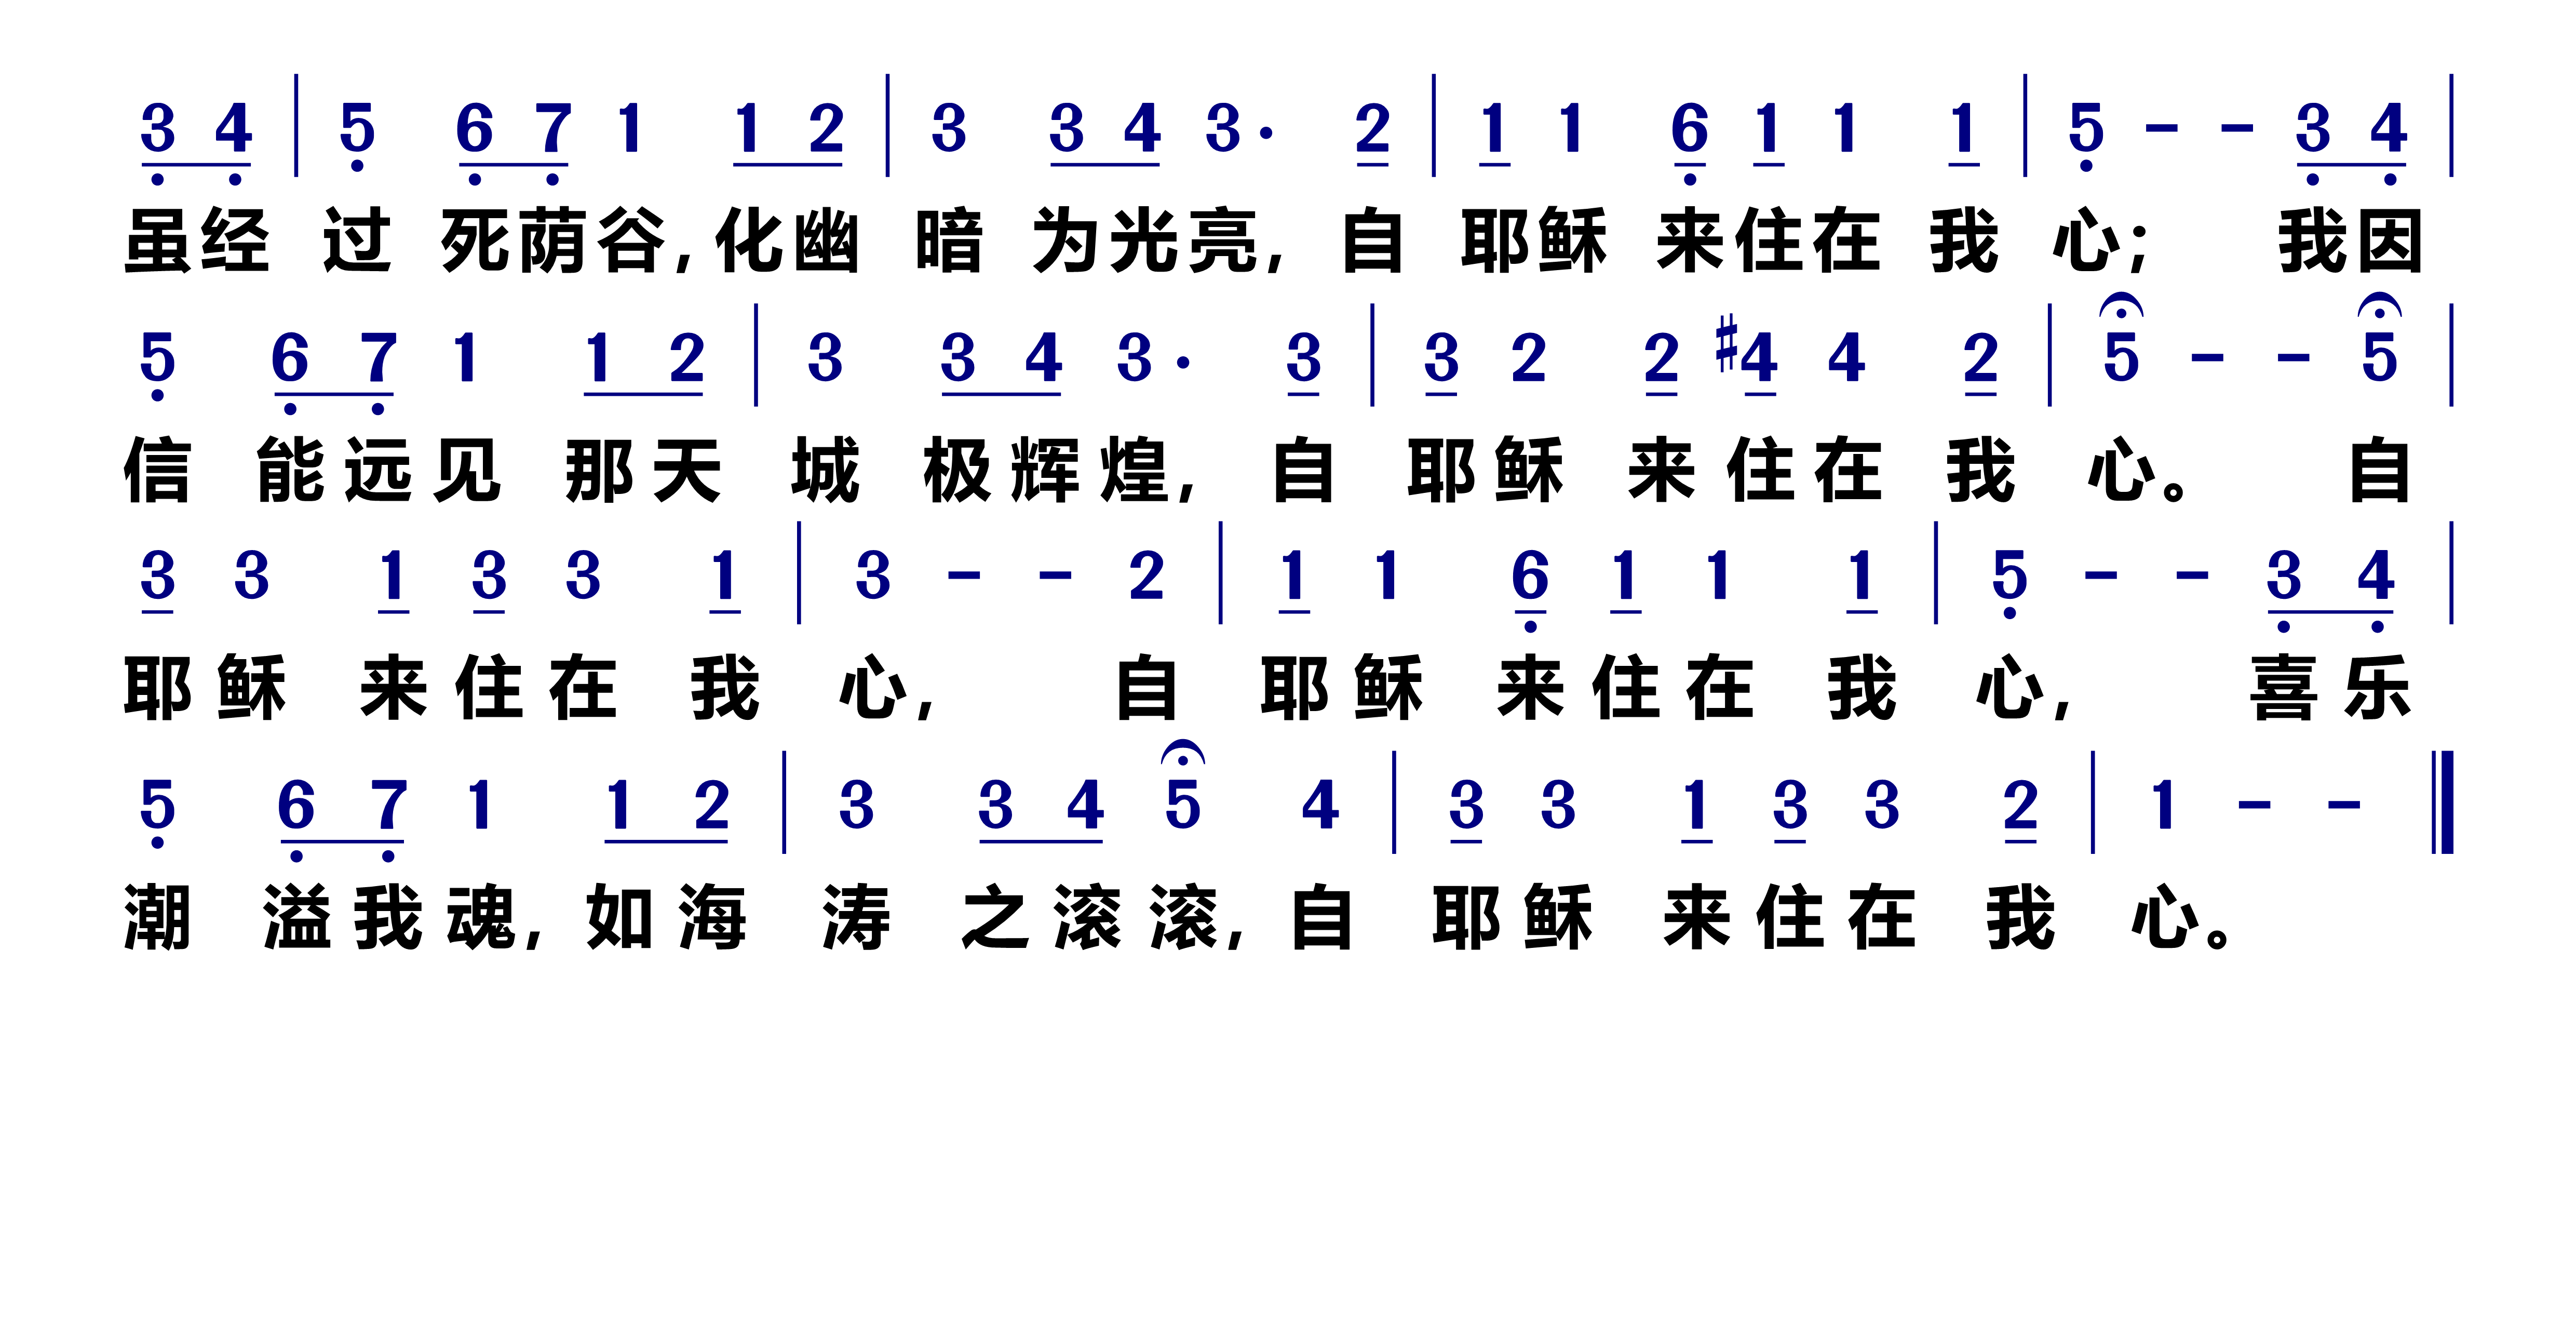 3 4 | 5 6 7 1 1 2 | 3 3 4 3 · 2 | 1 1 6 1 1 1 | 5 - - 3 4 |
虽经 过 死荫谷,化幽 暗 为光亮, 自 耶稣 来住在 我 心; 我因
5 6 7 1 1 2 | 3 3 4 3 · 3 | 3 2 2 ♯4 4 2 | 5 - - 5 |
信 能远见 那天 城 极辉煌, 自 耶稣 来住在 我 心。 自
3 3 1 3 3 1 | 3 - - 2 | 1 1 6 1 1 1 | 5 - - 3 4 |
耶稣 来住在 我 心, 自 耶稣 来住在 我 心, 喜乐
5 6 7 1 1 2 | 3 3 4 5 4 | 3 3 1 3 3 2 | 1 - - ‖
潮 溢我魂, 如海 涛 之滚滚, 自 耶稣 来住在 我 心。